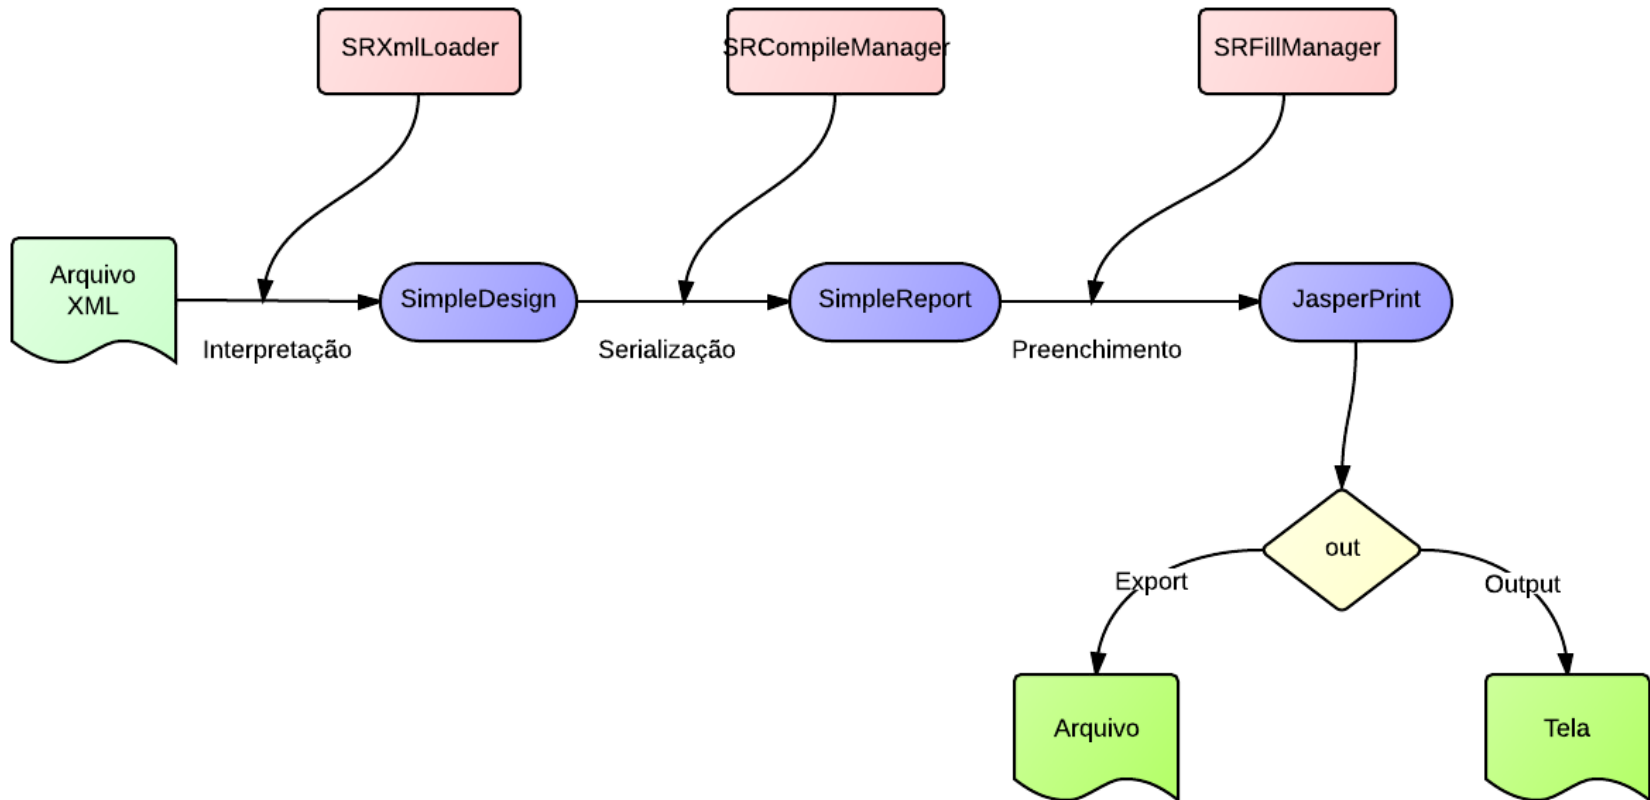 SRXmlLoader
SRCompileManager
SRFillManager
Arquivo
XML
SimpleDesign
SimpleReport
JasperPrint
Interpretação
Serialização
Preenchimento
out
Export
Output
Arquivo
Tela